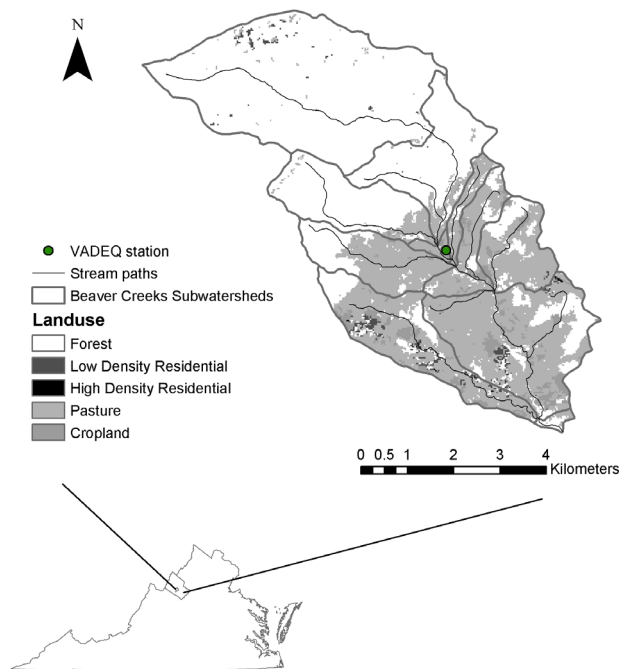 N
VADEQ station
Stream paths
Beaver Creeks Subwatersheds
Landuse
Forest
Low Density Residential
High Density Residential
Pasture
Cropland
0 0.5 1 2 3 4
Kilometers